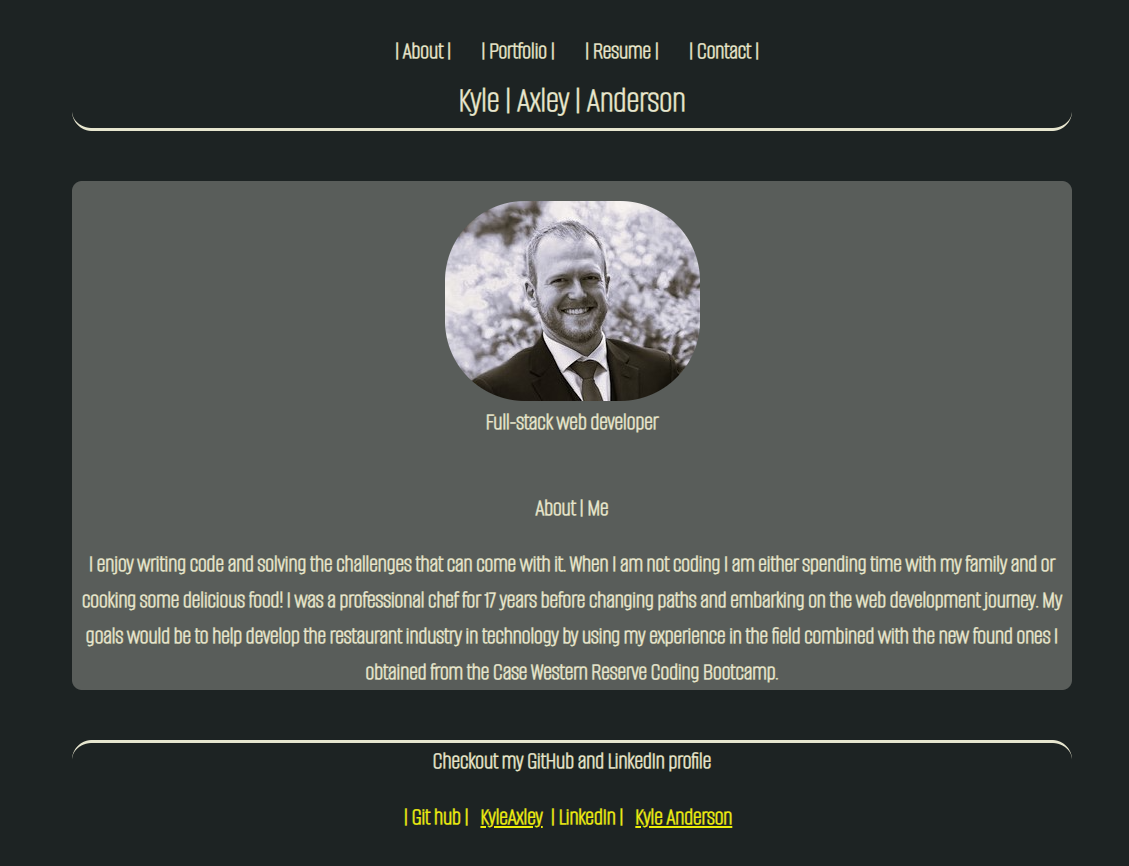 | About | | Portfolio | | Resume | | Contact |
Kyle | Axley | Anderson
Full-stack web developer
About | Me
I enjoy writing code and solving the challenges that can come with it. When I am not coding I am either spending time with my family and or
cooking some delicious food! I was a professional chef for 17 years before changing paths and embarking on the web development journey. My
goals would be to help develop the restaurant industry in technology by using my experience in the field combined with the new found ones I
obtained from the Case Western Reserve Coding Bootcamp.
Checkout my GitHub and LinkedIn profile
| Git hub | KyleAxley | LinkedIn | Kyle Anderson